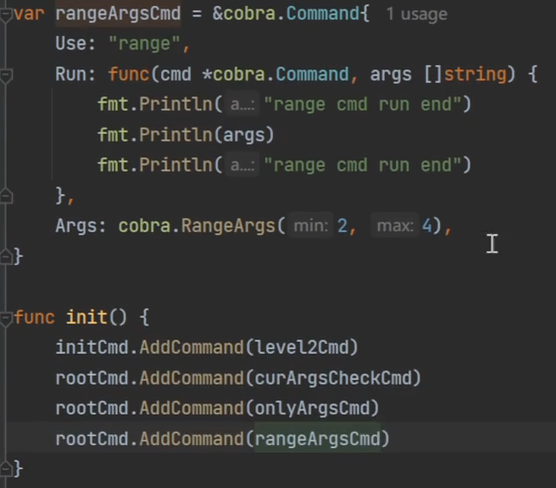 var rangeArgsCmd = &cobra.Command{ 1 usage
    Use: "range",
    Run: func(cmd *cobra.Command, args []string) {
        fmt.Println( a...: "range cmd run end")
        fmt.Println(args)
        fmt.Println( a...: "range cmd run end")
    },
    Args: cobra.RangeArgs( min: 2, max: 4),
}
func init() {
    initCmd.AddCommand(level2Cmd)
    rootCmd.AddCommand(curArgsCheckCmd)
    rootCmd.AddCommand(onlyArgsCmd)
    rootCmd.AddCommand(rangeArgsCmd)
}